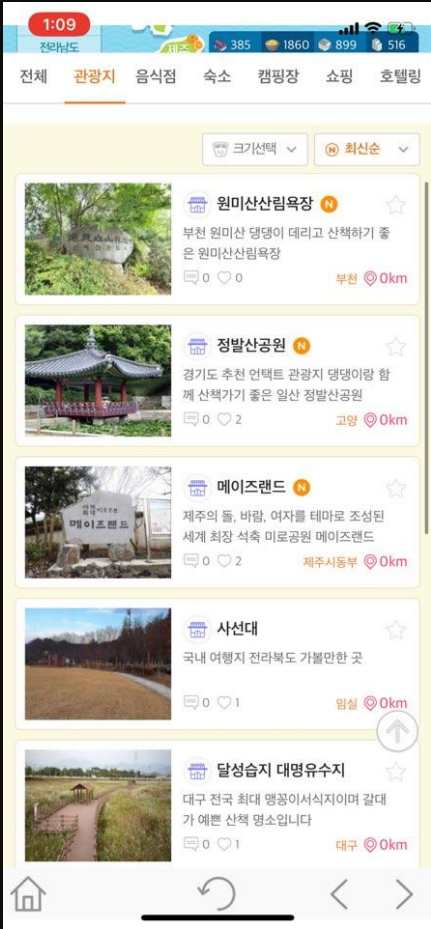 1:09
전라남도
제주
385
1860
899
516
전체
관광지
음식점
숙소
캠핑장
쇼핑
호텔링
크기선택
N 최신순
원미산산림욕장 N
부천 원미산 댕댕이 데리고 산책하기 좋
은 원미산산림욕장
0 0
부천 0km
정발산공원 N
경기도 추천 언택트 관광지 댕댕이랑 함
께 산책가기 좋은 일산 정발산공원
0 2
고양 0km
메이즈랜드
메이즈랜드 N
제주의 돌, 바람, 여자를 테마로 조성된
세계 최장 석축 미로공원 메이즈랜드
0 2
제주시동부 0km
사선대
국내 여행지 전라북도 가볼만한 곳
0 1
임실 0km
달성습지 대명유수지
대구 전국 최대 맹꽁이서식지이며 갈대
가 예쁜 산책 명소입니다
0 1
대구 0km